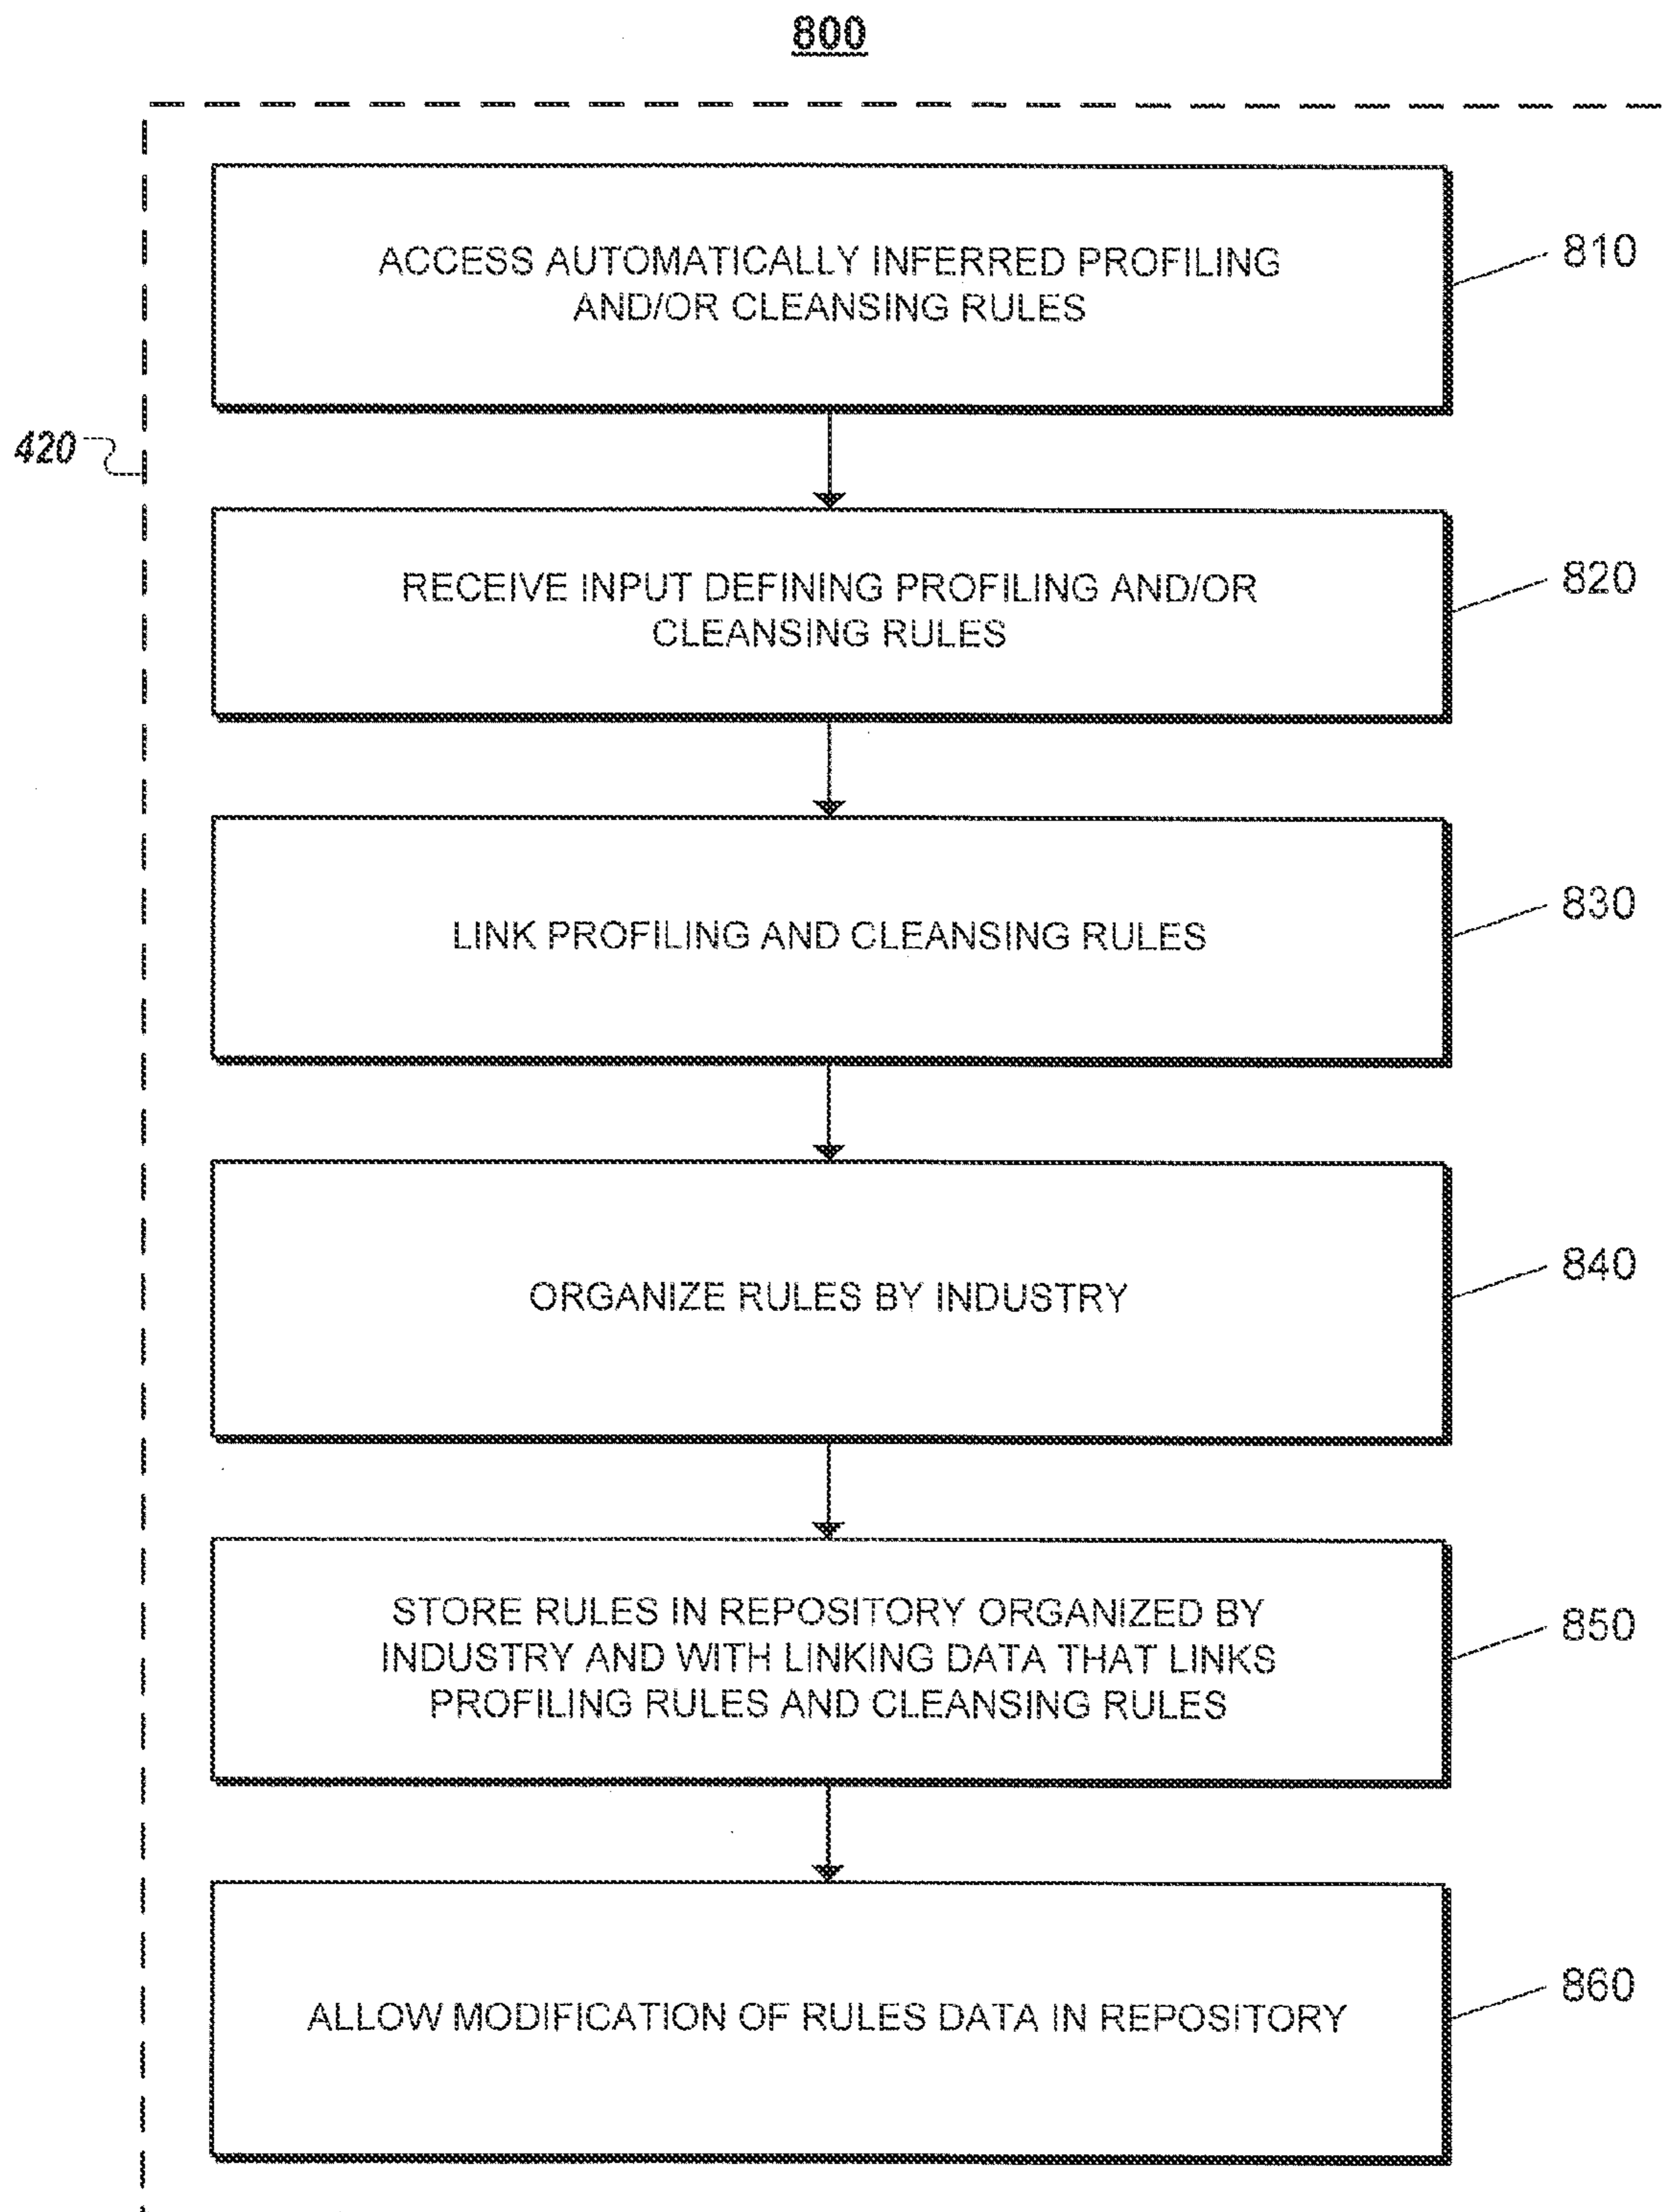 800
ACCESS AUTOMATICALLY INFERRED PROFILING
AND/OR CLEANSING RULES
810
420
RECEIVE INPUT DEFINING PROFILING AND/OR
CLEANSING RULES
820
LINK PROFILING AND CLEANSING RULES
830
ORGANIZE RULES BY INDUSTRY
840
STORE RULES IN REPOSITORY ORGANIZED BY
INDUSTRY AND WITH LINKING DATA THAT LINKS
PROFILING RULES AND CLEANSING RULES
850
ALLOW MODIFICATION OF RULES DATA IN REPOSITORY
860